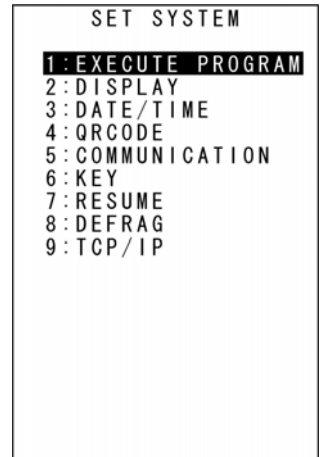 SET SYSTEM
1:EXECUTE PROGRAM
2:DISPLAY
3:DATE/TIME
4:QRCODE
5:COMMUNICATION
6:KEY
7:RESUME
8:DEFRAG
9:TCP/IP